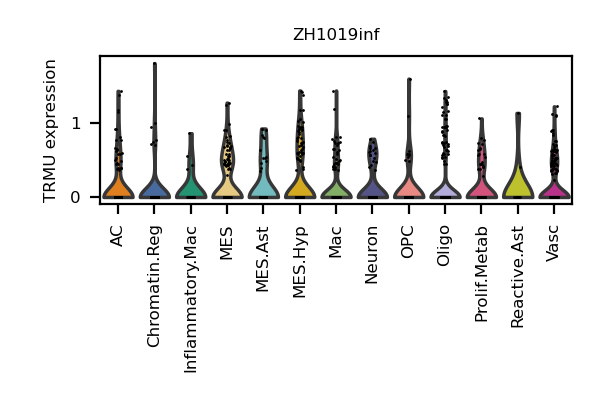 ZH1019inf
TRMU expression
1
0
AC
Chromatin.Reg
Inflammatory.Mac
MES
MES.Ast
MES.Hyp
Mac
Neuron
OPC
Oligo
Prolif.Metab
Reactive.Ast
Vasc